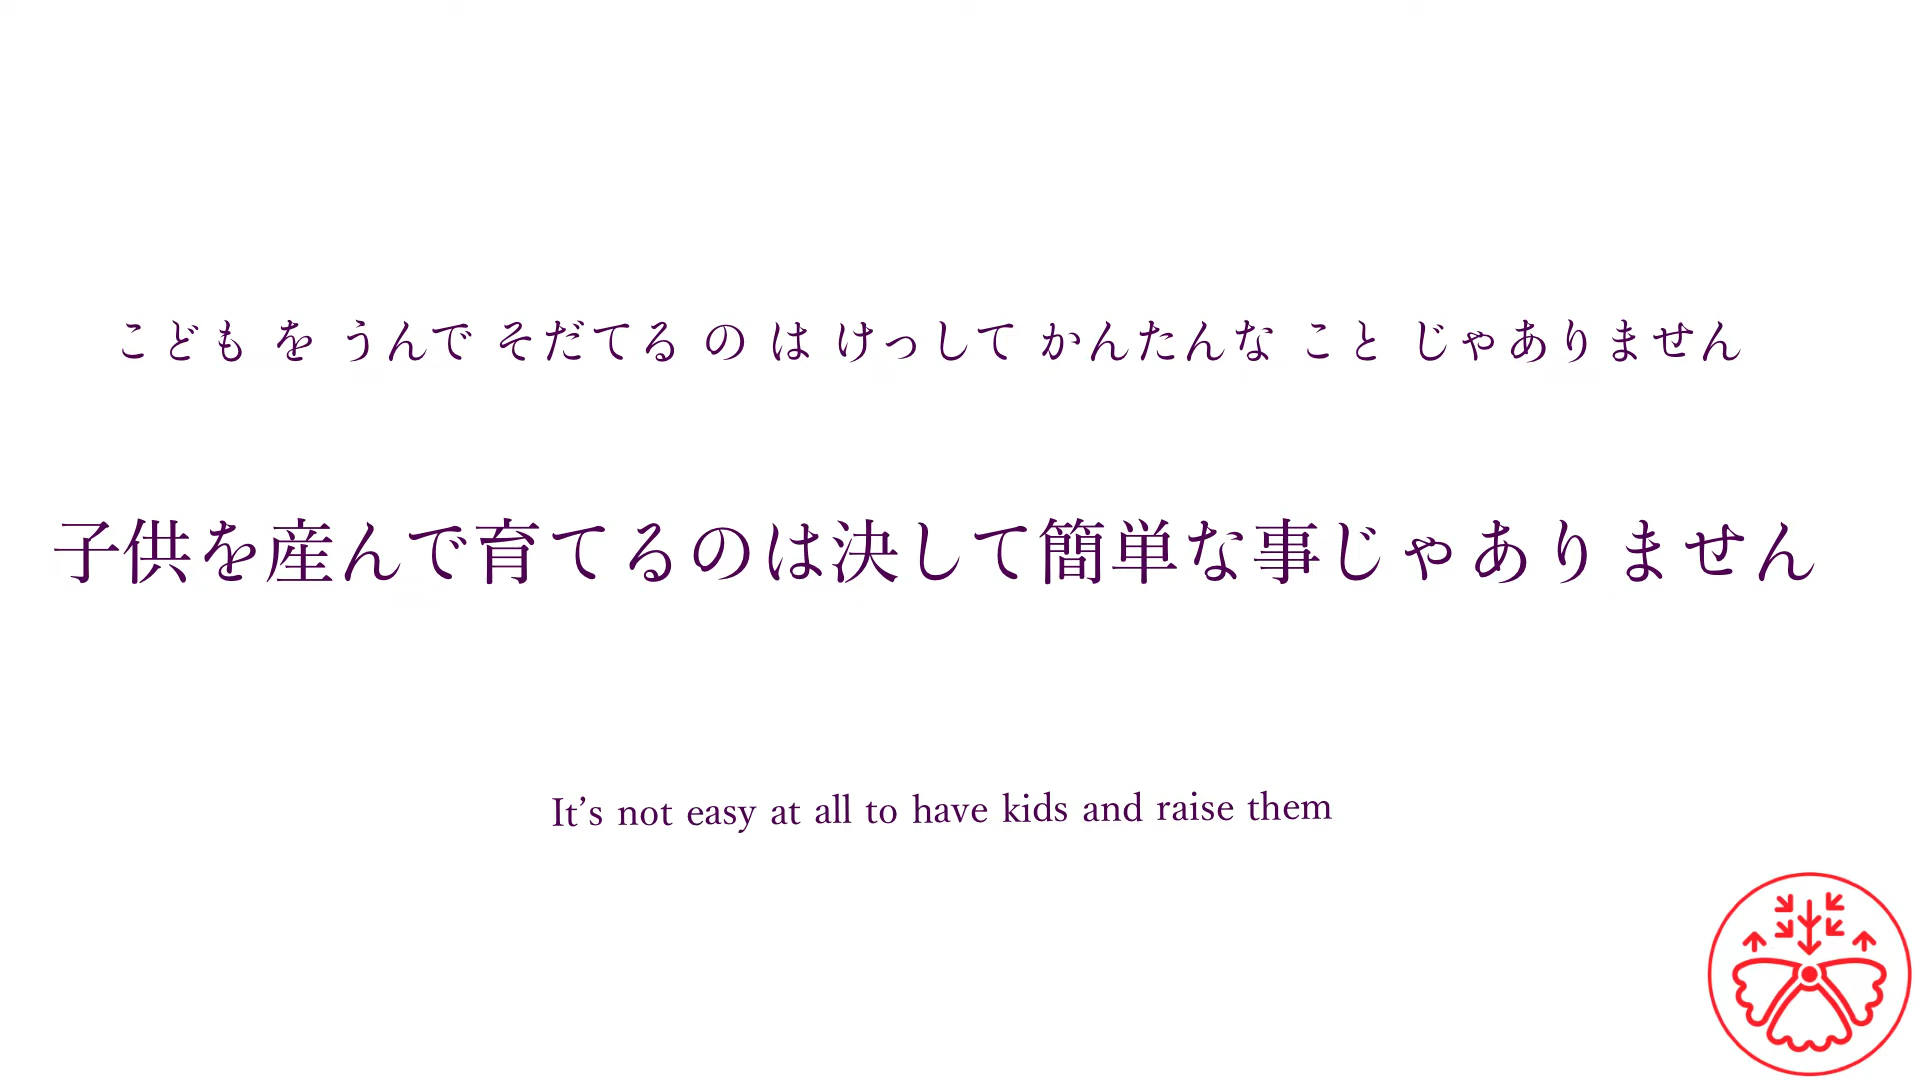 こども を うんで そだてる の は けっして かんたんな こと じゃありません
子供を産んで育てるのは決して簡単な事じゃありません
It’s not easy at all to have kids and raise them